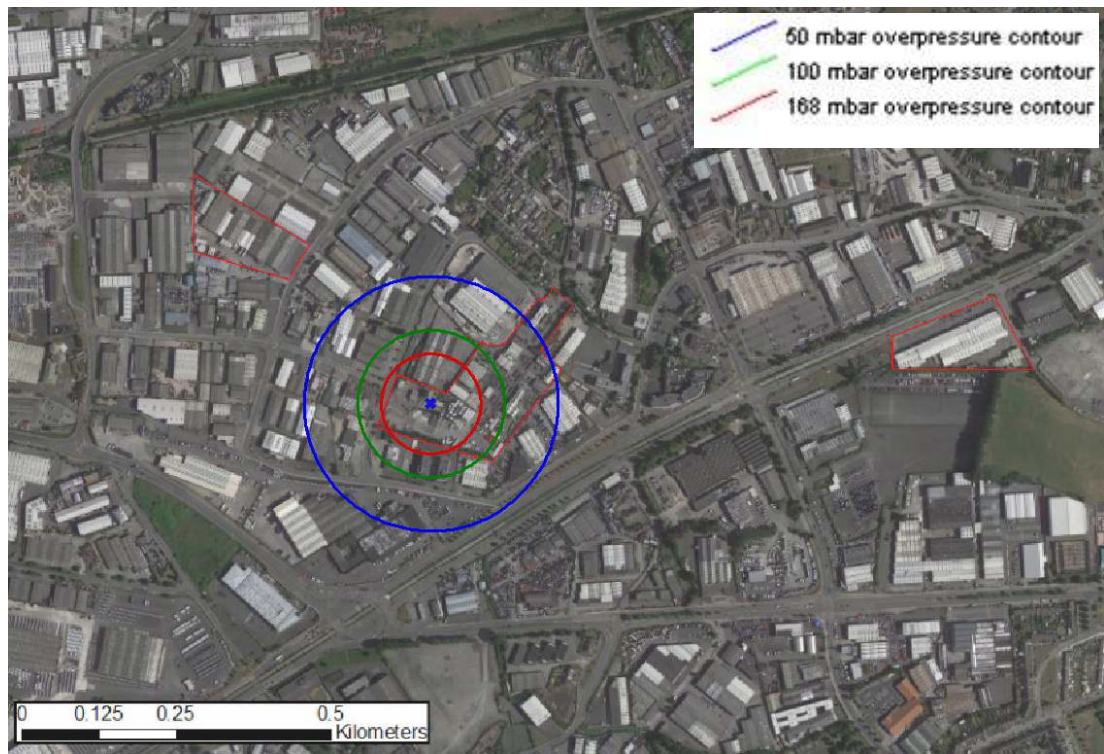 50 mbar overpressure contour
100 mbar overpressure contour
168 mbar overpressure contour
0 0.125 0.25 0.5
Kilometers